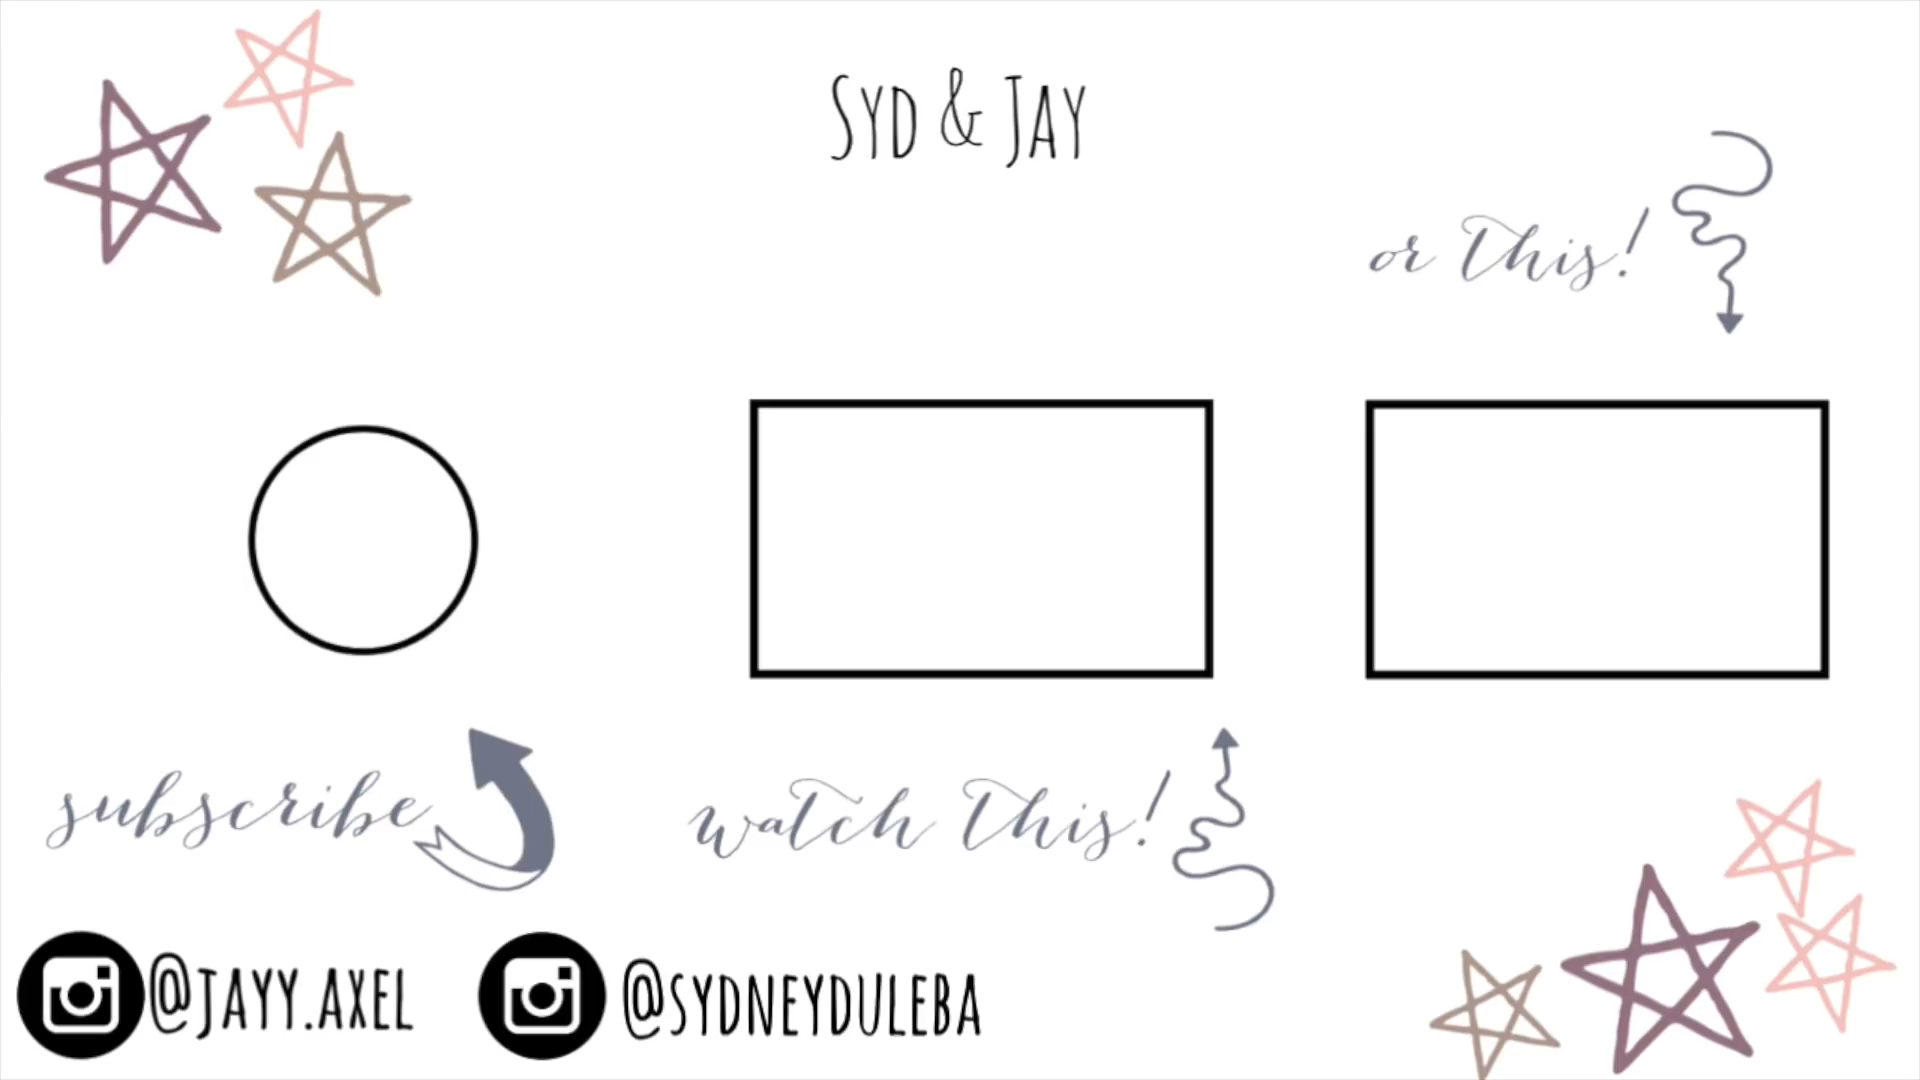 SYD & JAY
or this!
subscribe
watch this!
@JAYY.AXEL
@SYDNEYDULEBA